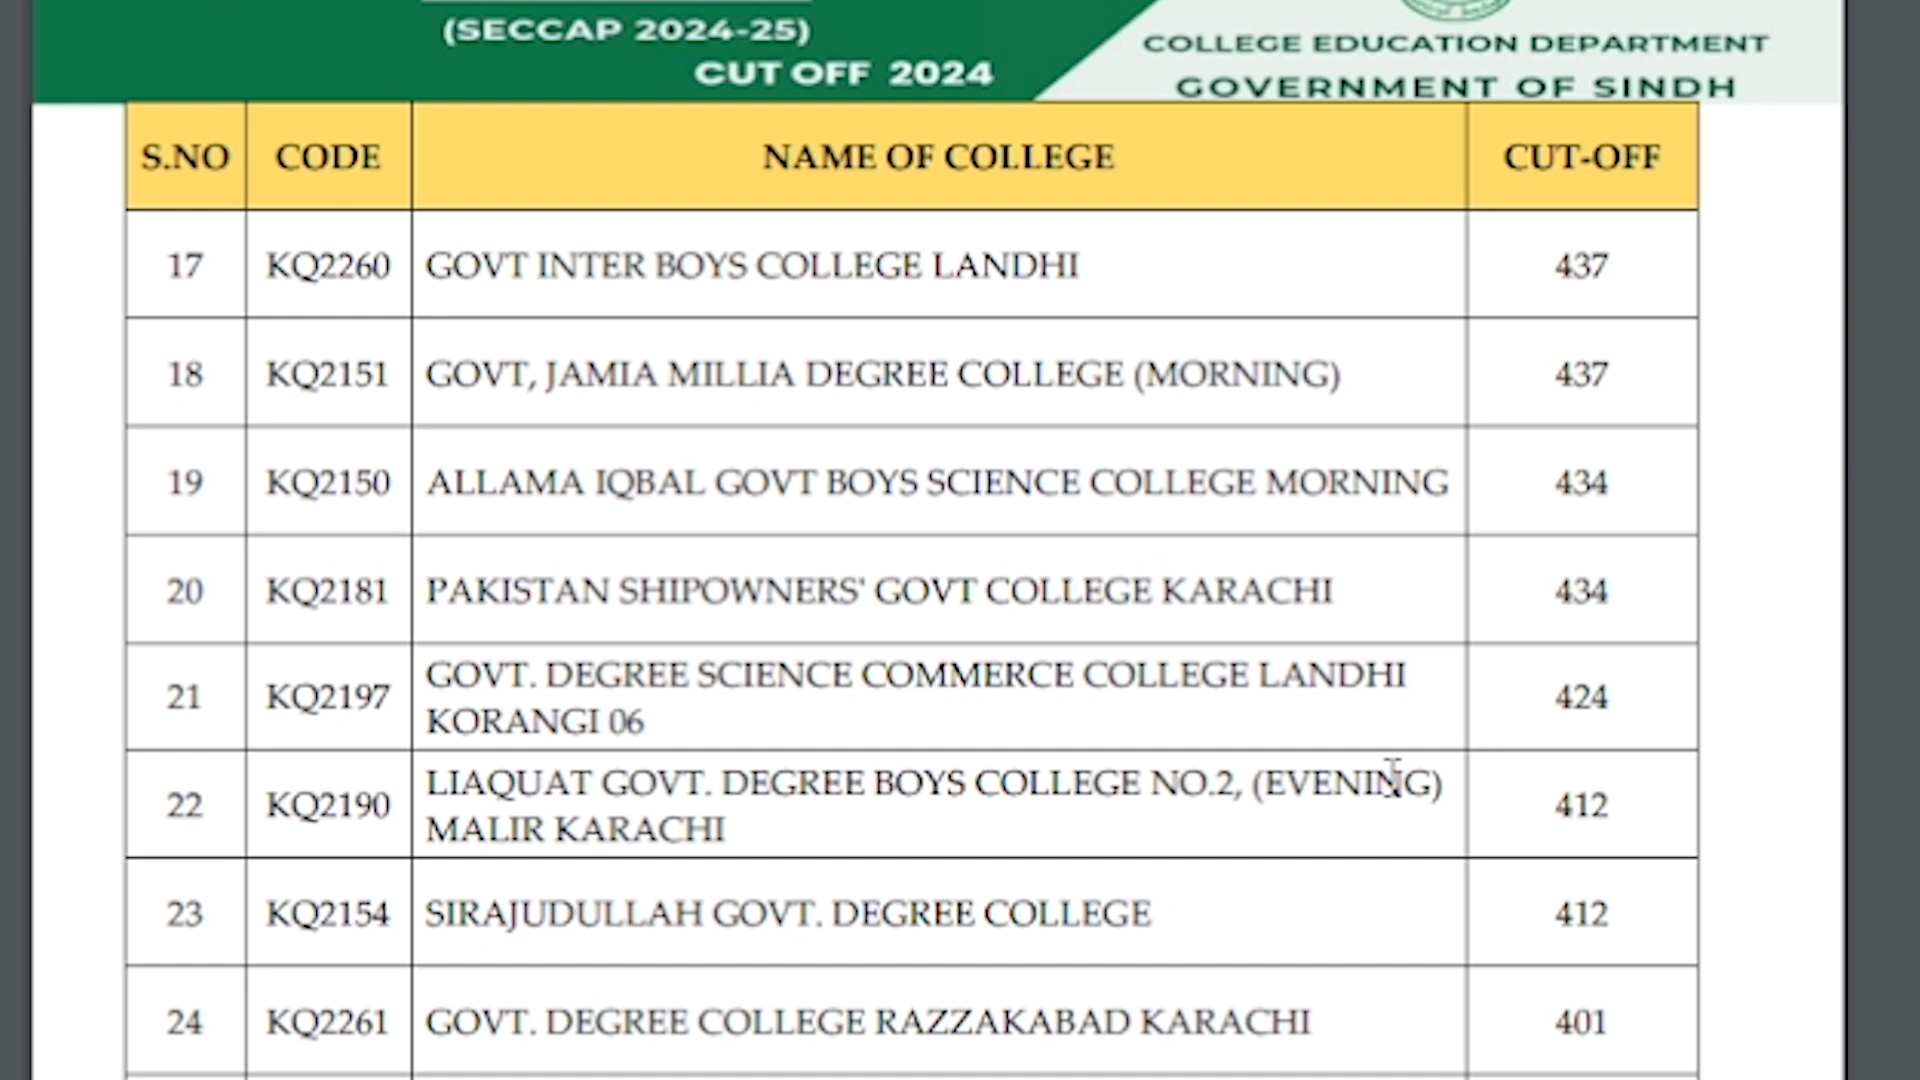 (SECCAP 2024-25)
CUT OFF 2024
COLLEGE EDUCATION DEPARTMENT
GOVERNMENT OF SINDH
S.NO CODE NAME OF COLLEGE CUT-OFF
17 KQ2260 GOVT INTER BOYS COLLEGE LANDHI 437
18 KQ2151 GOVT, JAMIA MILLIA DEGREE COLLEGE (MORNING) 437
19 KQ2150 ALLAMA IQBAL GOVT BOYS SCIENCE COLLEGE MORNING 434
20 KQ2181 PAKISTAN SHIPOWNERS' GOVT COLLEGE KARACHI 434
21 KQ2197 GOVT. DEGREE SCIENCE COMMERCE COLLEGE LANDHI
KORANGI 06 424
22 KQ2190 LIAQUAT GOVT. DEGREE BOYS COLLEGE NO.2, (EVENING)
MALIR KARACHI 412
23 KQ2154 SIRAJUDULLAH GOVT. DEGREE COLLEGE 412
24 KQ2261 GOVT. DEGREE COLLEGE RAZZAKABAD KARACHI 401